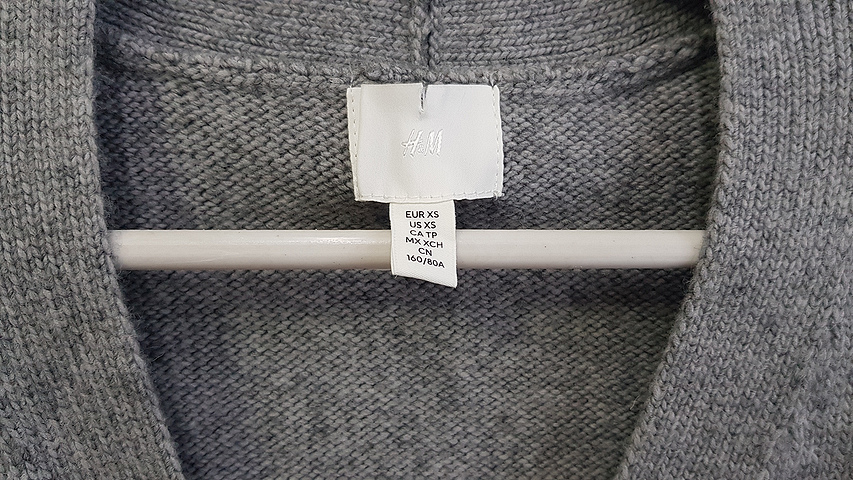 H&M
EUR XS
US XS
CA TP
MX XCH
CN
160/80A